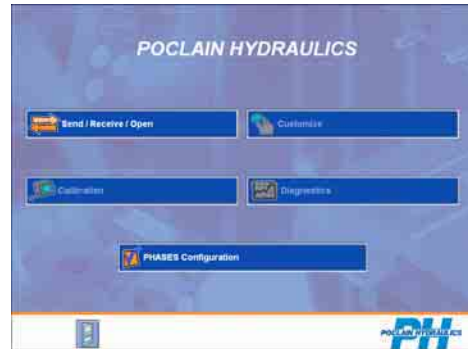 POCLAIN HYDRAULICS
Send / Receive / Open
Customize
Calibration
Diagnostics
PHASES Configuration
PH
POCLAIN HYDRAULICS